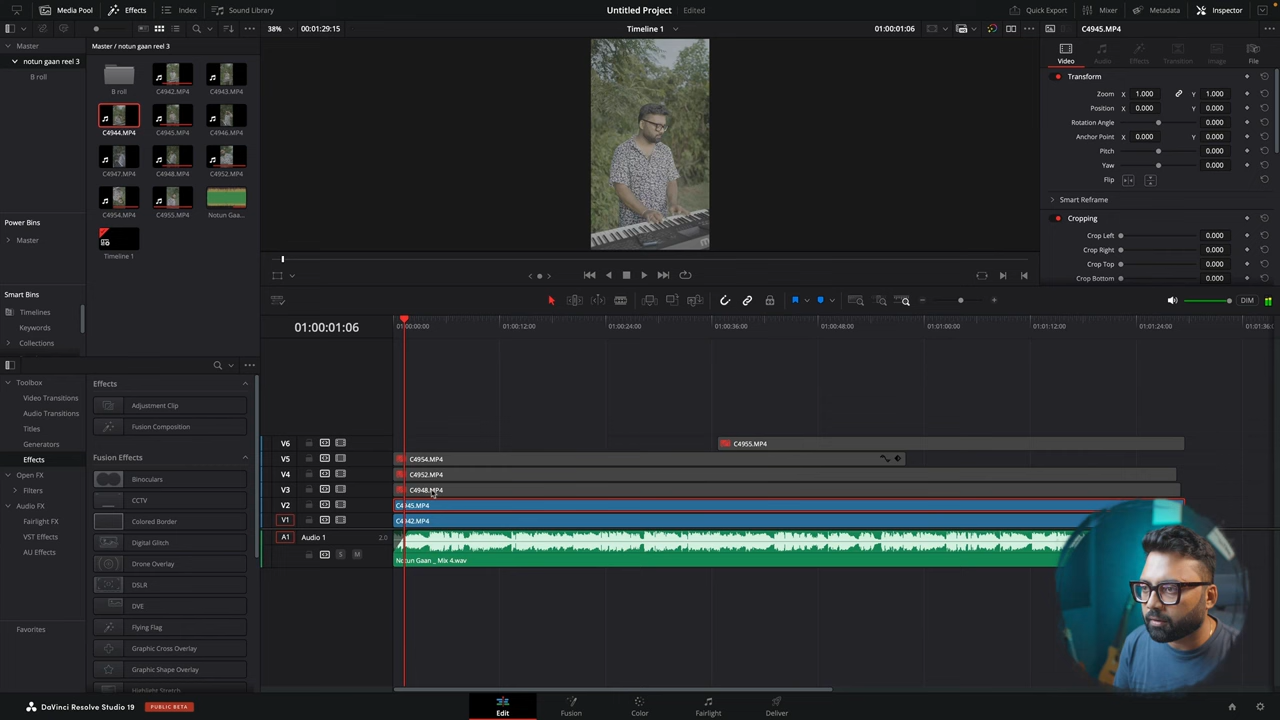 Media Pool
Effects
Index
Sound Library
Untitled Project
Edited
Quick Export
Mixer
Metadata
Inspector
38%
01:00:29:15
Timeline 1
01:00:01:06
C4945.MP4
Master
notun gaan reel 3
B roll
Master / notun gaan reel 3
B roll
C4942.MP4
C4943.MP4
C4944.MP4
C4945.MP4
C4946.MP4
C4947.MP4
C4948.MP4
C4952.MP4
C4954.MP4
C4955.MP4
Notun Gaa...
Timeline 1
Power Bins
Master
Smart Bins
Timelines
Keywords
Collections
Video
Audio
Effects
Transition
Image
File
Transform
Zoom X 1.000 Y 1.000
Position X 0.000 Y 0.000
Rotation Angle 0.000
Anchor Point X 0.000 Y 0.000
Pitch 0.000
Yaw 0.000
Flip
Smart Reframe
Cropping
Crop Left 0.000
Crop Right 0.000
Crop Top 0.000
Crop Bottom 0.000
DIM
01:00:01:06
01:00:00:00
01:00:12:00
01:00:24:00
01:00:36:00
01:00:48:00
01:01:00:00
01:01:12:00
01:01:24:00
01:01:36:0
Toolbox
Video Transitions
Audio Transitions
Titles
Generators
Effects
Open FX
Filters
Audio FX
Fairlight FX
VST Effects
AU Effects
Favorites
Effects
Adjustment Clip
Fusion Composition
Fusion Effects
Binoculars
CCTV
Colored Border
Digital Glitch
Drone Overlay
DSLR
DVE
Flying Flag
Graphic Cross Overlay
Graphic Shape Overlay
Highlight Stretch
V6
C4955.MP4
V5
C4954.MP4
V4
C4952.MP4
V3
C4948.MP4
V2
C4945.MP4
V1
C4942.MP4
A1
Audio 1
2.0
S
M
Notun Gaan _ Mix 4.wav
DaVinci Resolve Studio 19
PUBLIC BETA
Edit
Fusion
Color
Fairlight
Deliver